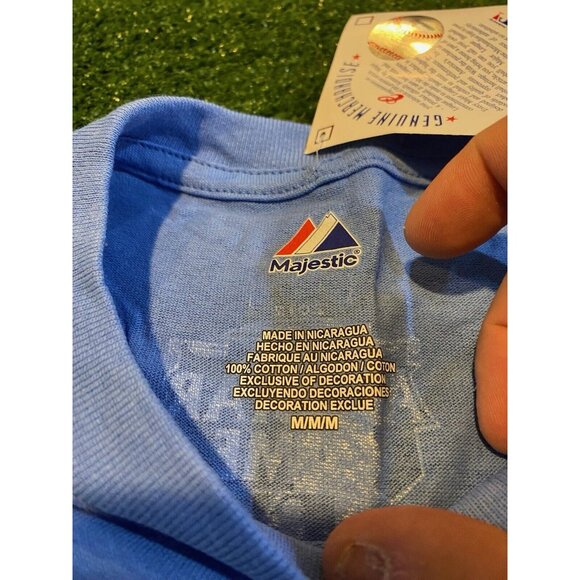 GENUINE MERCHANDISE
Majestic®
MADE IN NICARAGUA
HECHO EN NICARAGUA
FABRIQUE AU NICARAGUA
100% COTTON / ALGODON / COTON
EXCLUSIVE OF DECORATION
EXCLUYENDO DECORACIONES
DECORATION EXCLUE
M/M/M